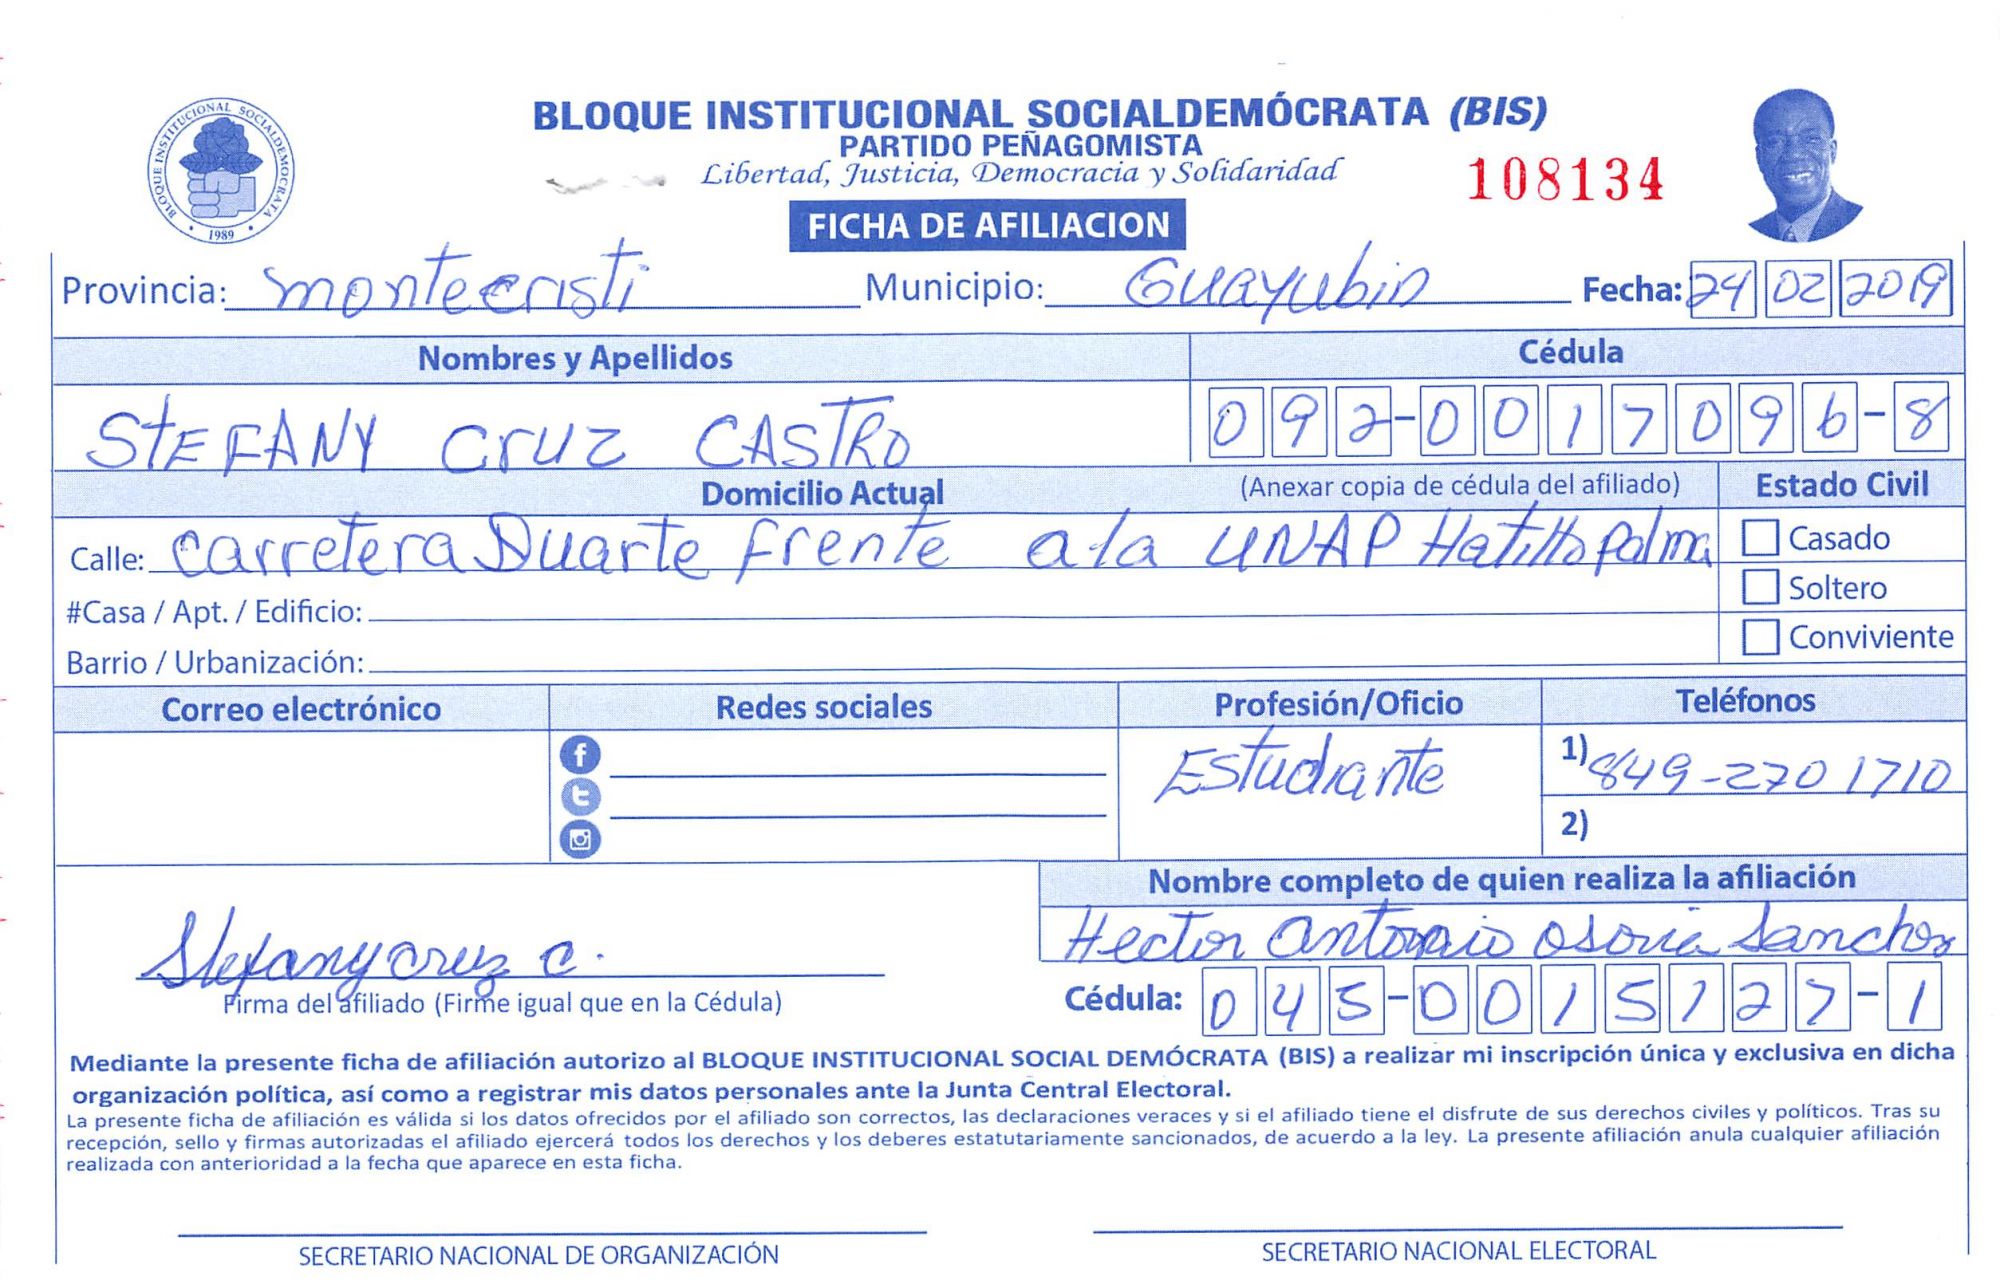 BLOQUE INSTITUCIONAL SOCIALDEMOCRATA
1989
BLOQUE INSTITUCIONAL SOCIALDEMÓCRATA (BIS)
PARTIDO PEÑAGOMISTA
Libertad, Justicia, Democracia y Solidaridad
108134
FICHA DE AFILIACION
Provincia: montecristi Municipio: Guayubin Fecha: 24 02 2019
Nombres y Apellidos Cédula
STEFANY Cruz CASTRO 092-0017096-8
Domicilio Actual (Anexar copia de cédula del afiliado) Estado Civil
Calle: Carretera Duarte Frente a la UNAP Hatillo palma Casado
#Casa / Apt. / Edificio: Soltero
Barrio / Urbanización: Conviviente
Correo electrónico Redes sociales Profesión/Oficio Teléfonos
Estudiante 1) 849-270 1710
2)
Nombre completo de quien realiza la afiliación
Stefany cruz c. Hector Antonio Osoria Sanchez
Firma del afiliado (Firme igual que en la Cédula) Cédula: 045-0015127-1
Mediante la presente ficha de afiliación autorizo al BLOQUE INSTITUCIONAL SOCIAL DEMÓCRATA (BIS) a realizar mi inscripción única y exclusiva en dicha
organización política, así como a registrar mis datos personales ante la Junta Central Electoral.
La presente ficha de afiliación es válida si los datos ofrecidos por el afiliado son correctos, las declaraciones veraces y si el afiliado tiene el disfrute de sus derechos civiles y políticos. Tras su
recepción, sello y firmas autorizadas el afiliado ejercerá todos los derechos y los deberes estatutariamente sancionados, de acuerdo a la ley. La presente afiliación anula cualquier afiliación
realizada con anterioridad a la fecha que aparece en esta ficha.
SECRETARIO NACIONAL DE ORGANIZACIÓN SECRETARIO NACIONAL ELECTORAL